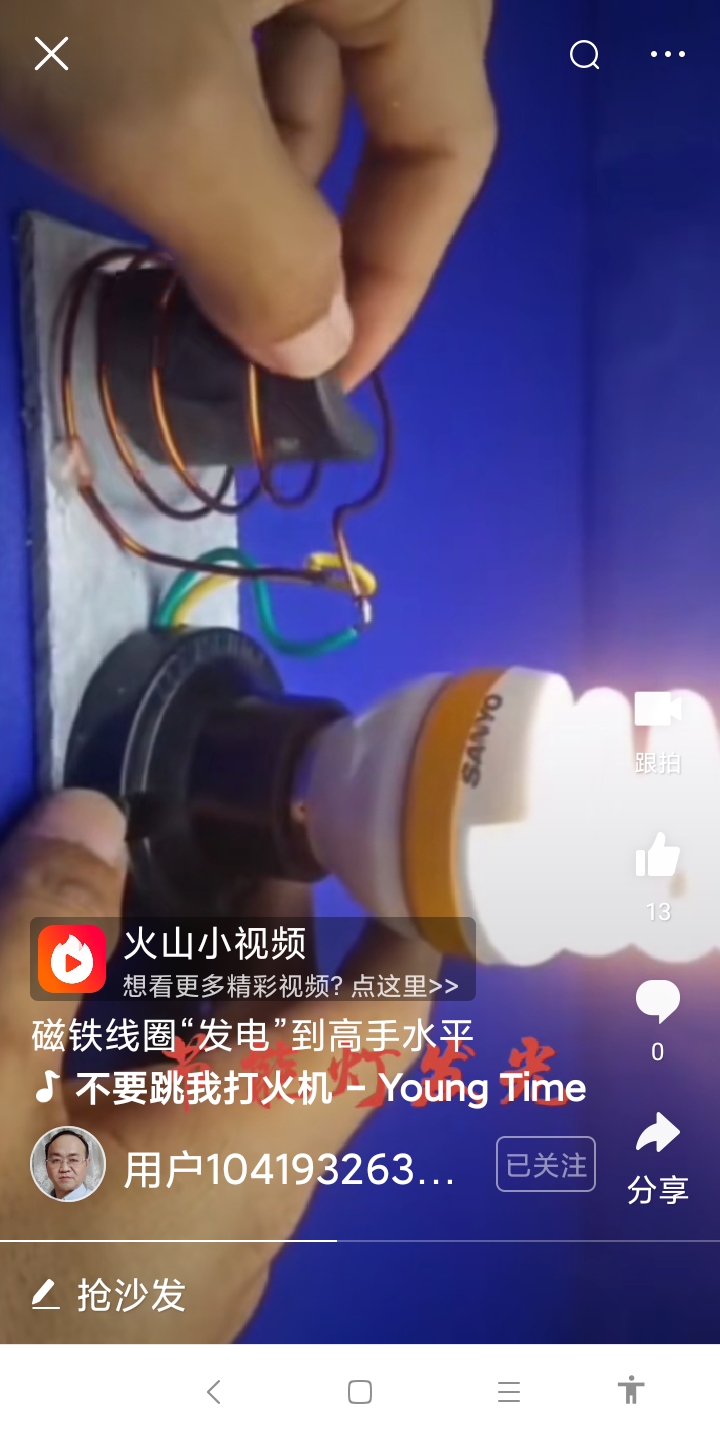 SANYO
跟拍
13
火山小视频
想看更多精彩视频? 点这里>>
0
磁铁线圈“发电”到高手水平
节能灯发光
不要跳我打火机 – Young Time
用户104193263...
已关注
分享
抢沙发